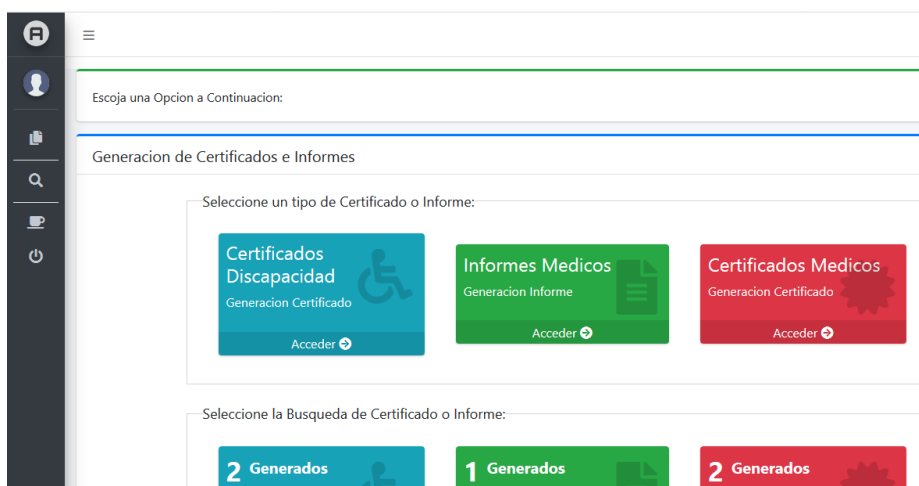 A
Escoja una Opcion a Continuacion:
Generacion de Certificados e Informes
Seleccione un tipo de Certificado o Informe:
Certificados
Discapacidad
Generacion Certificado
Acceder
Informes Medicos
Generacion Informe
Acceder
Certificados Medicos
Generacion Certificado
Acceder
Seleccione la Busqueda de Certificado o Informe:
2 Generados
1 Generados
2 Generados